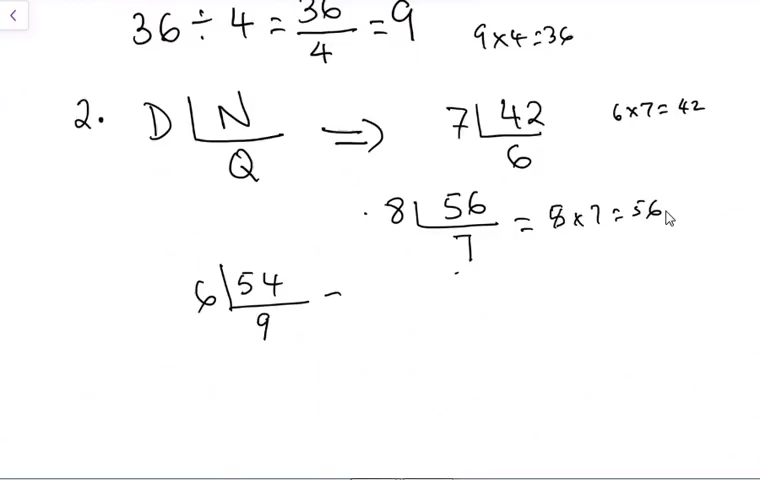 36 ÷ 4 = 36/4 = 9 9×4=36
2. D N ⇒ 7 42 6×7=42
Q 6
8 56 = 8×7=56
7
6 54 –
9